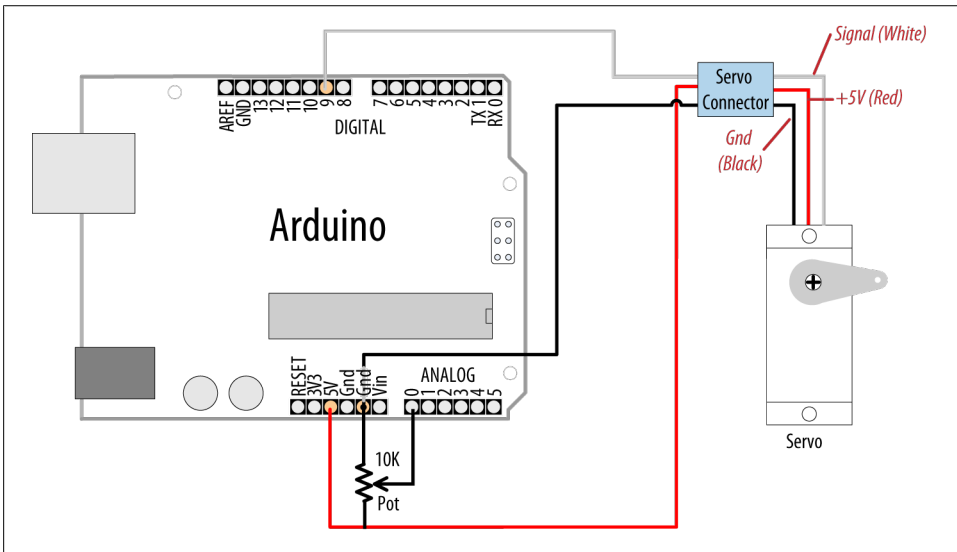 Signal (White)
Servo
Connector
+5V (Red)
Gnd
(Black)
AREF
GND
13
12
11
10
9
8
7
6
5
4
3
2
TX 1
RX 0
DIGITAL
Arduino
RESET
3V3
5V
Gnd
Gnd
Vin
ANALOG
0
1
2
3
4
5
10K
Pot
Servo